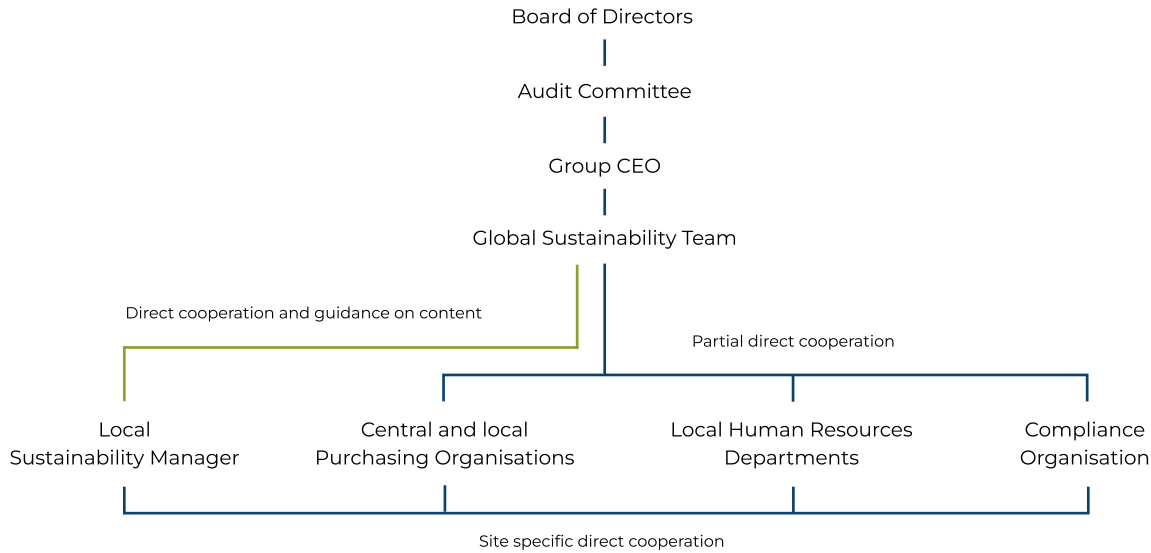 Board of Directors
Audit Committee
Group CEO
Global Sustainability Team
Direct cooperation and guidance on content
Partial direct cooperation
Local
Sustainability Manager
Central and local
Purchasing Organisations
Local Human Resources
Departments
Compliance
Organisation
Site specific direct cooperation